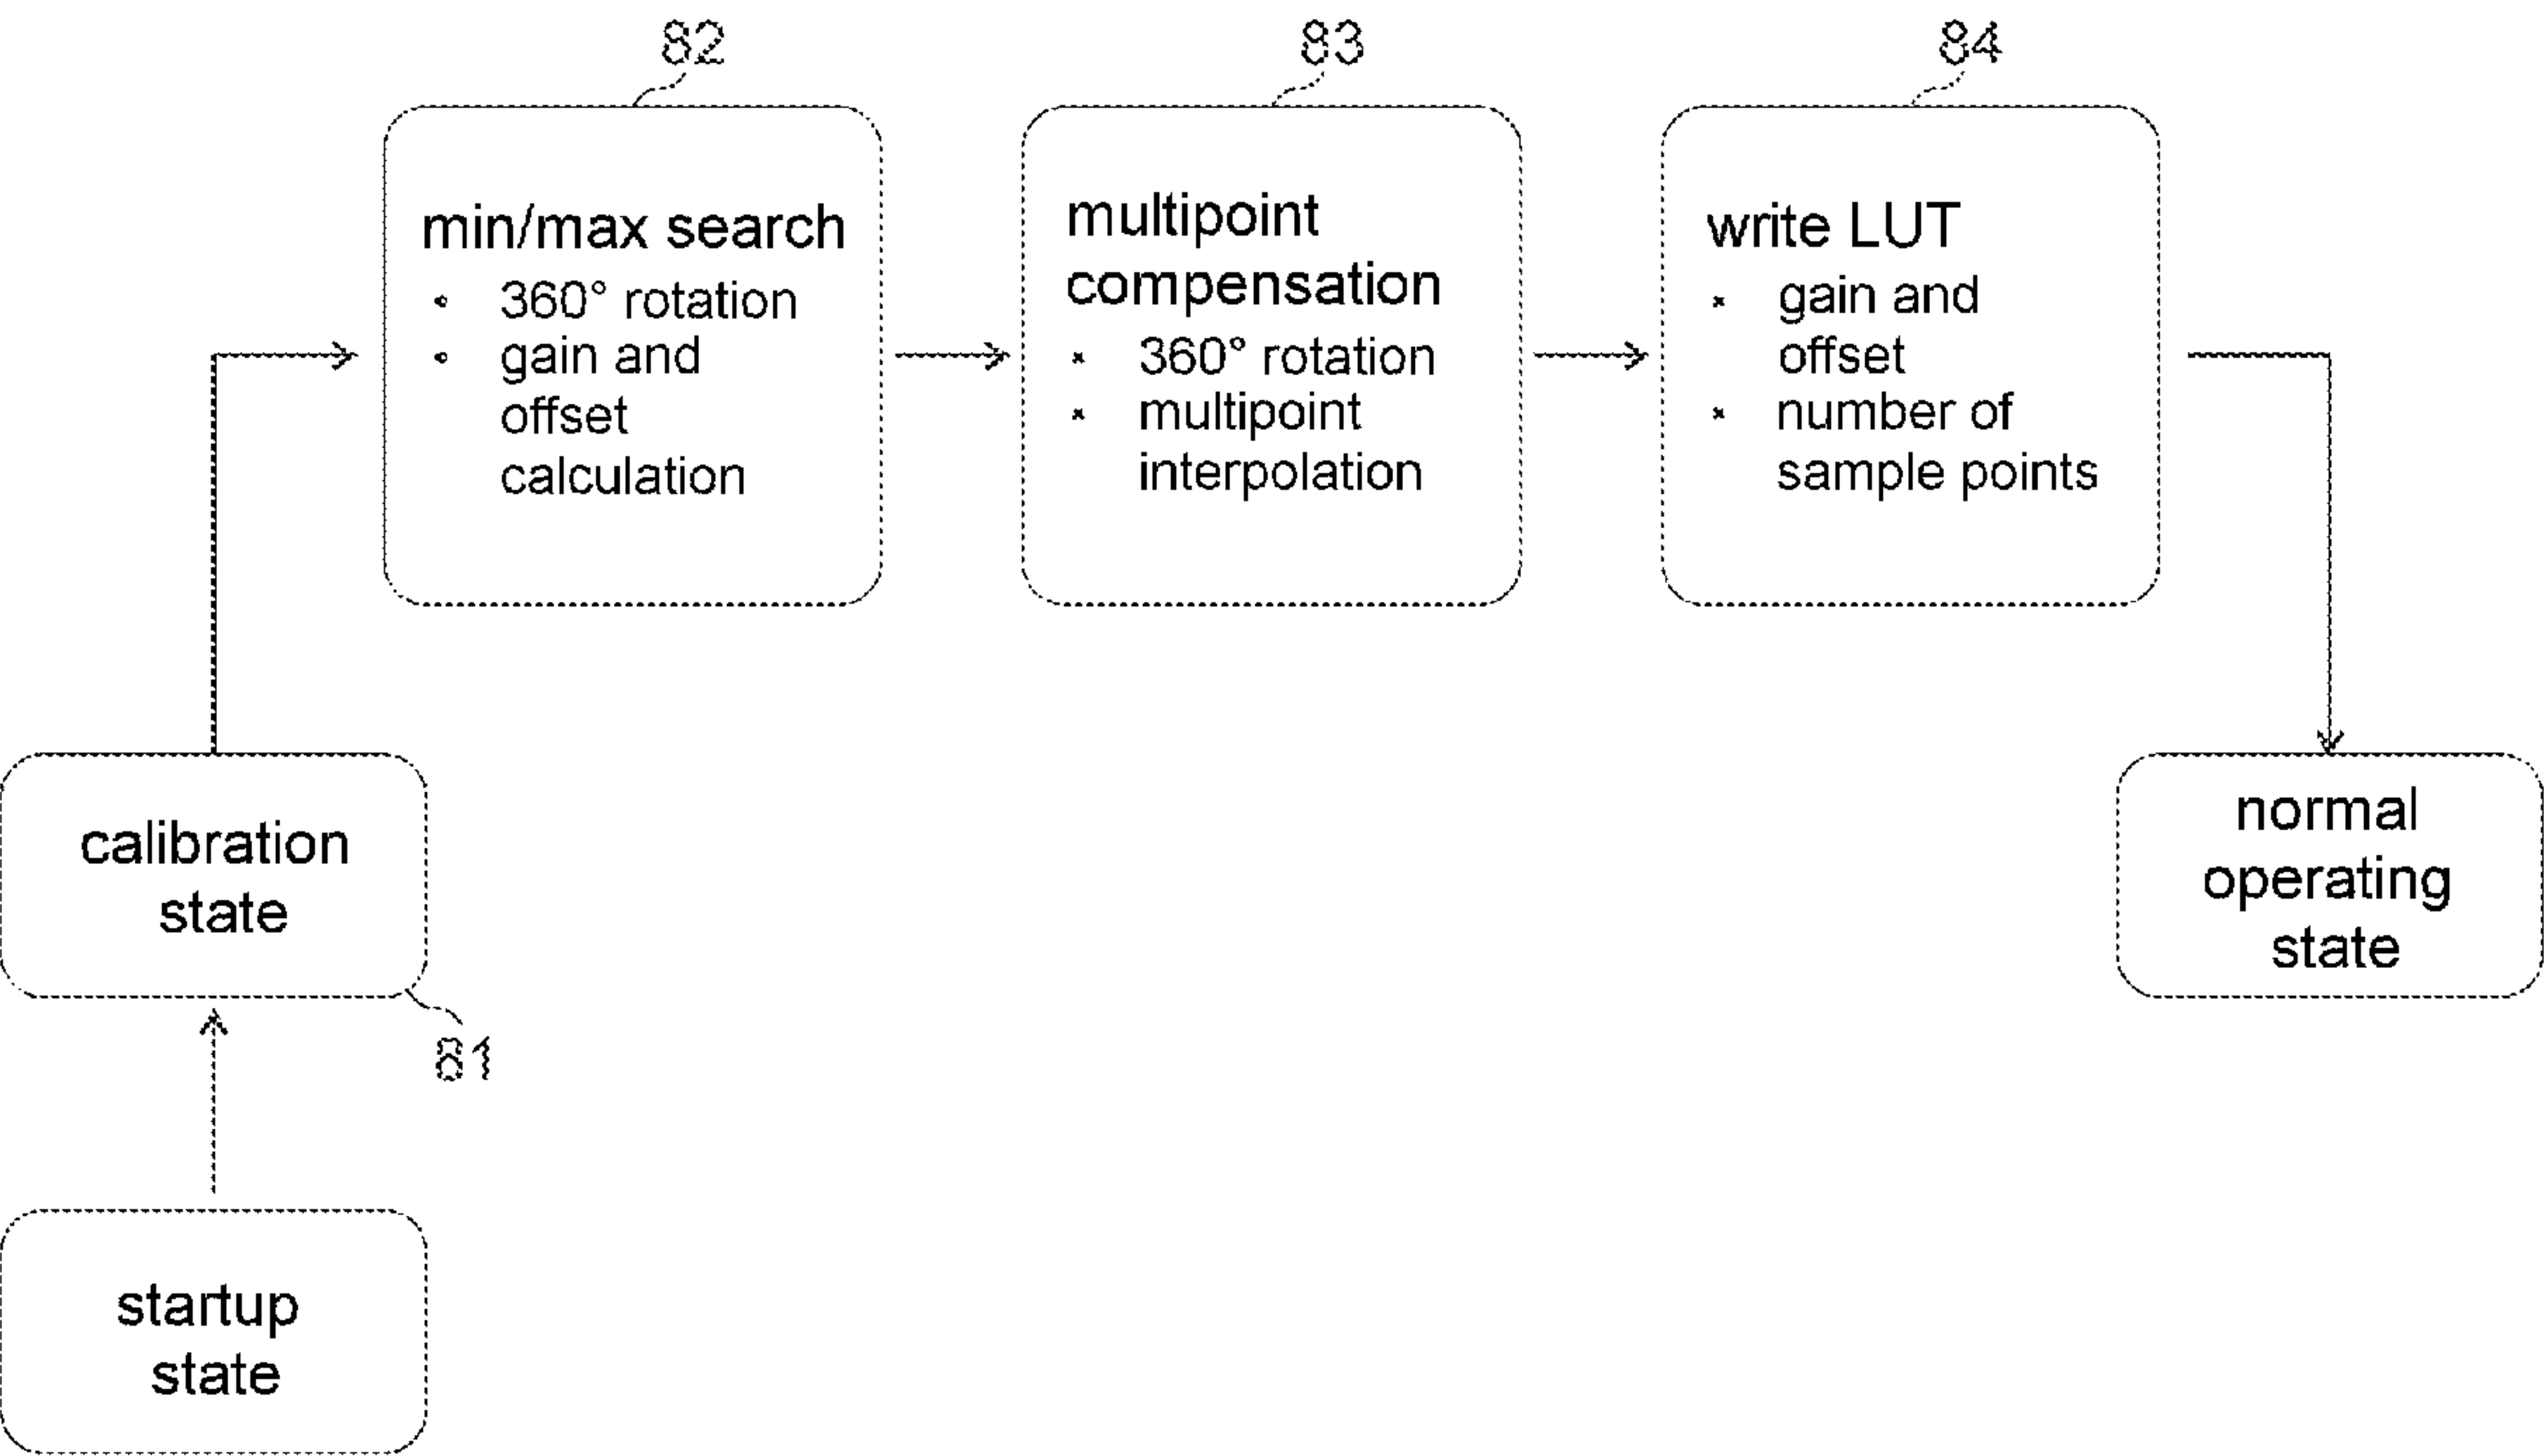 82
83
84
min/max search
• 360° rotation
• gain and
offset
calculation
multipoint
compensation
• 360° rotation
• multipoint
interpolation
write LUT
• gain and
offset
• number of
sample points
calibration
state
81
normal
operating
state
startup
state